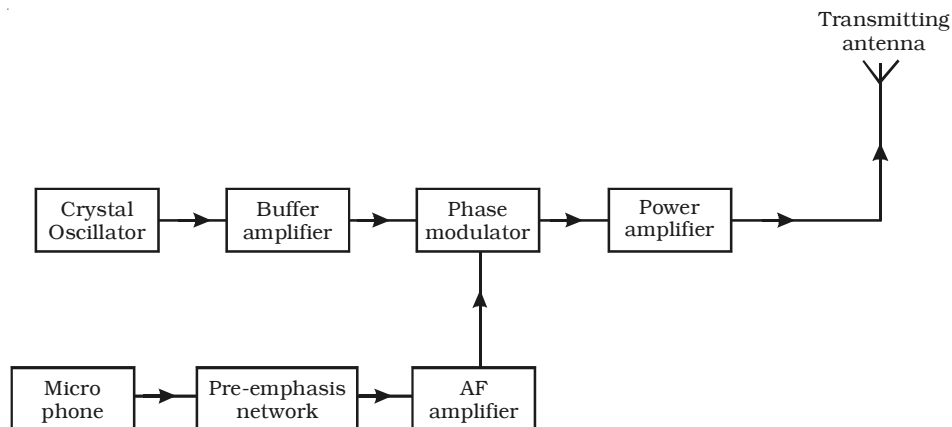 Transmitting
antenna
Crystal
Oscillator
Buffer
amplifier
Phase
modulator
Power
amplifier
Micro
phone
Pre-emphasis
network
AF
amplifier